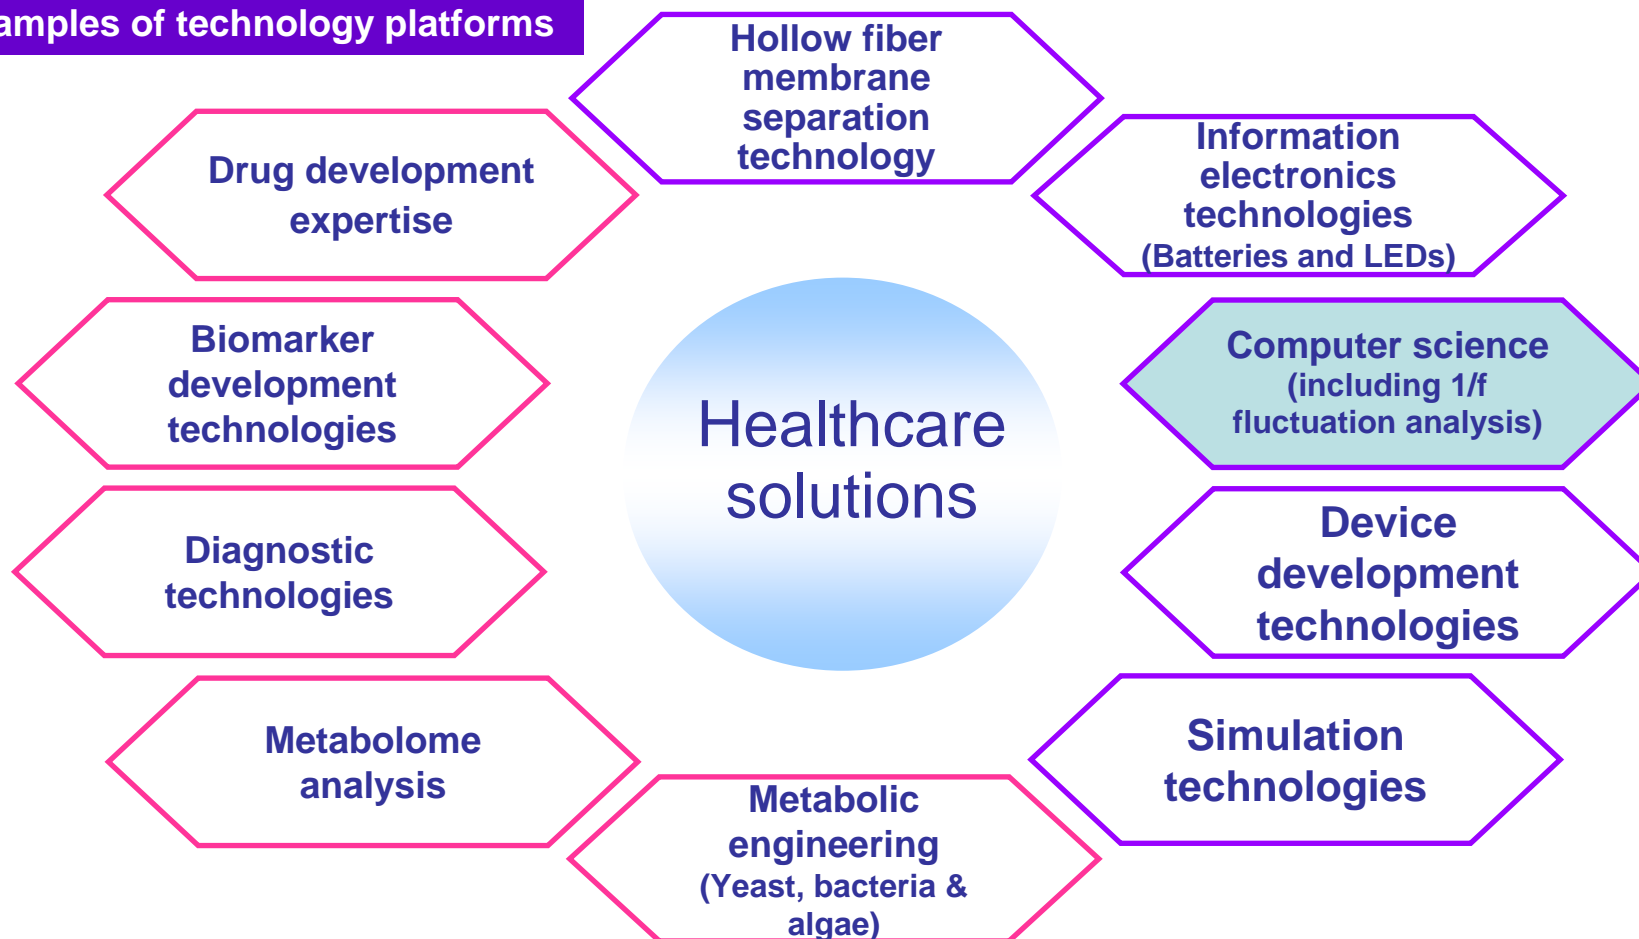 amples of technology platforms
Hollow fiber
membrane
separation
technology
Information
electronics
technologies
(Batteries and LEDs)
Drug development
expertise
Biomarker
development
technologies
Computer science
(including 1/f
fluctuation analysis)
Healthcare
solutions
Diagnostic
technologies
Device
development
technologies
Metabolome
analysis
Simulation
technologies
Metabolic
engineering
(Yeast, bacteria &
algae)